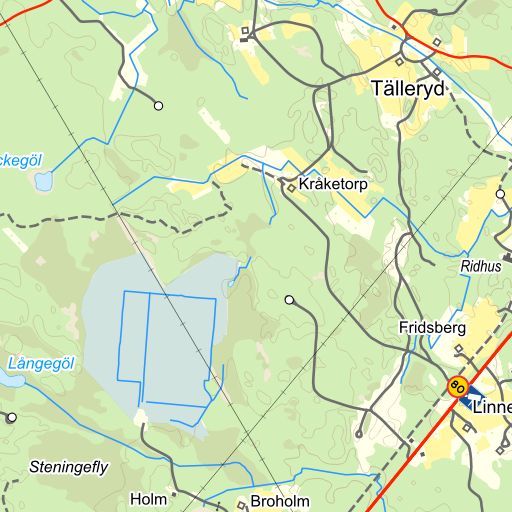 Tälleryd
ckegöl
Kråketorp
Ridhus
Fridsberg
Långegöl
80
Linne
Steningefly
Holm
Broholm